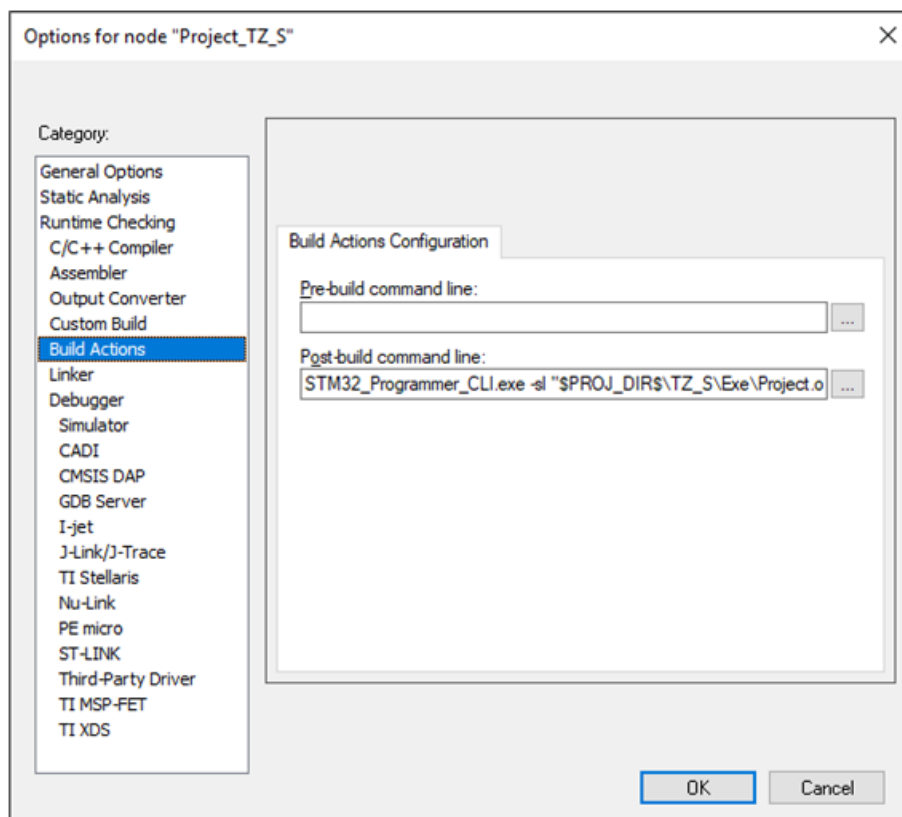 Options for node "Project_TZ_S"
Category:
General Options
Static Analysis
Runtime Checking
C/C++ Compiler
Assembler
Output Converter
Custom Build
Build Actions
Linker
Debugger
Simulator
CADI
CMSIS DAP
GDB Server
I-jet
J-Link/J-Trace
TI Stellaris
Nu-Link
PE micro
ST-LINK
Third-Party Driver
TI MSP-FET
TI XDS
Build Actions Configuration
Pre-build command line:
...
Post-build command line:
STM32_Programmer_CLI.exe -sl "$PROJ_DIR$\TZ_S\Exe\Project.o ...
OK Cancel